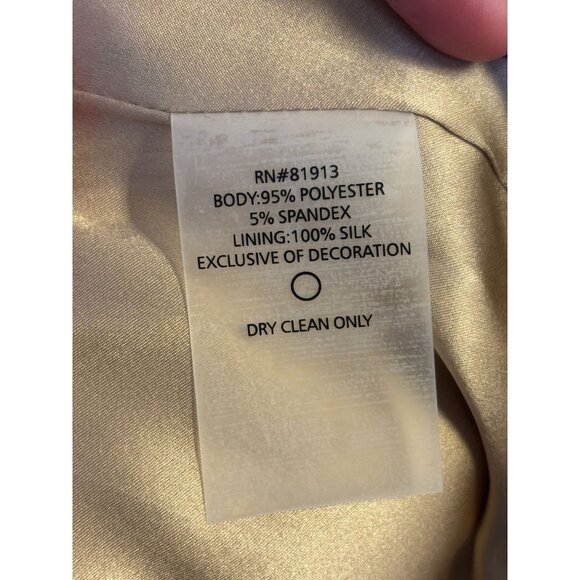 RN#81913
BODY:95% POLYESTER
5% SPANDEX
LINING:100% SILK
EXCLUSIVE OF DECORATION
DRY CLEAN ONLY